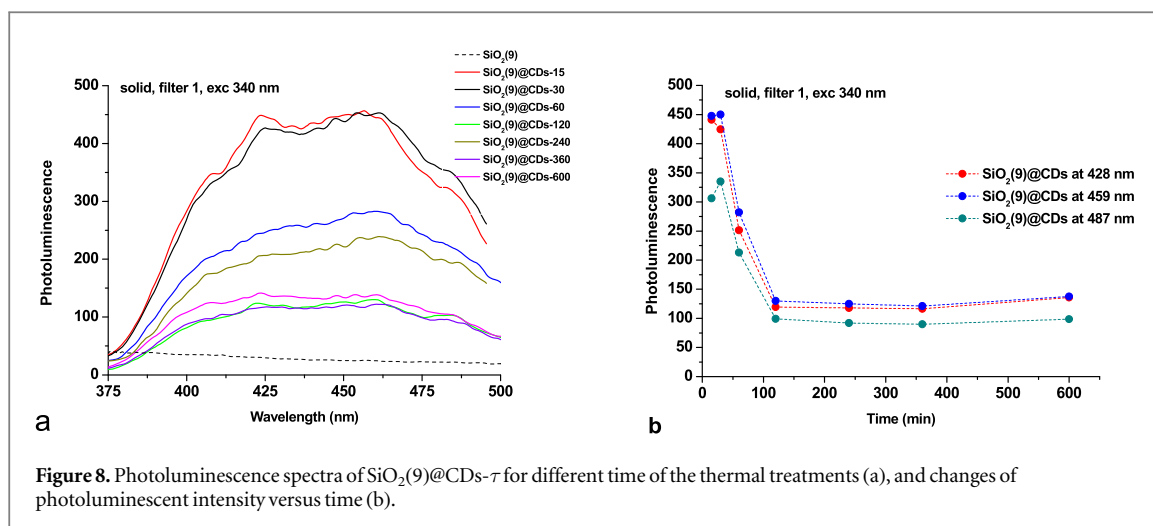 SiO2(9)
SiO2(9)@CDs-15
SiO2(9)@CDs-30
SiO2(9)@CDs-60
SiO2(9)@CDs-120
SiO2(9)@CDs-240
SiO2(9)@CDs-360
SiO2(9)@CDs-600
solid, filter 1, exc 340 nm
Photoluminescence
500
450
400
350
300
250
200
150
100
50
0
375 400 425 450 475 500
Wavelength (nm)
a
solid, filter 1, exc 340 nm
SiO2(9)@CDs at 428 nm
SiO2(9)@CDs at 459 nm
SiO2(9)@CDs at 487 nm
Photoluminescence
500
450
400
350
300
250
200
150
100
50
0
0 100 200 300 400 500 600
Time (min)
b
Figure 8. Photoluminescence spectra of SiO2(9)@CDs-τ for different time of the thermal treatments (a), and changes of
photoluminescent intensity versus time (b).